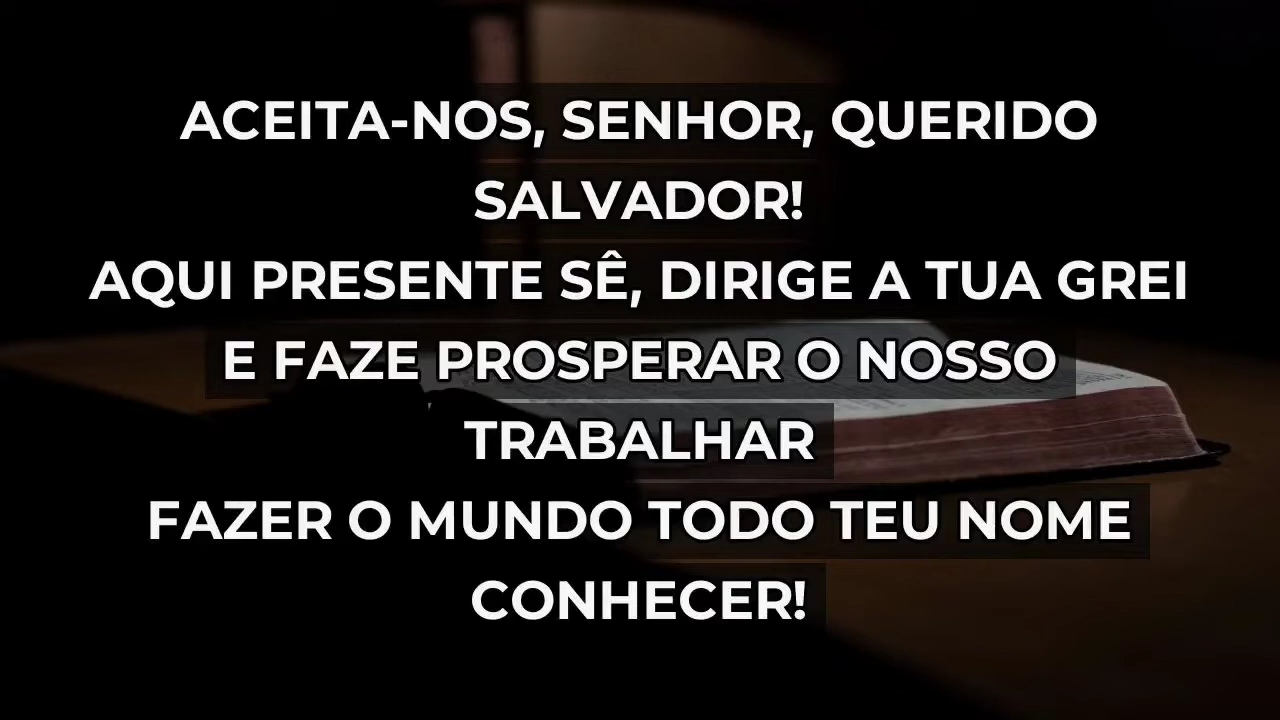 ACEITA-NOS, SENHOR, QUERIDO
SALVADOR!
AQUI PRESENTE SÊ, DIRIGE A TUA GREI
E FAZE PROSPERAR O NOSSO
TRABALHAR
FAZER O MUNDO TODO TEU NOME
CONHECER!